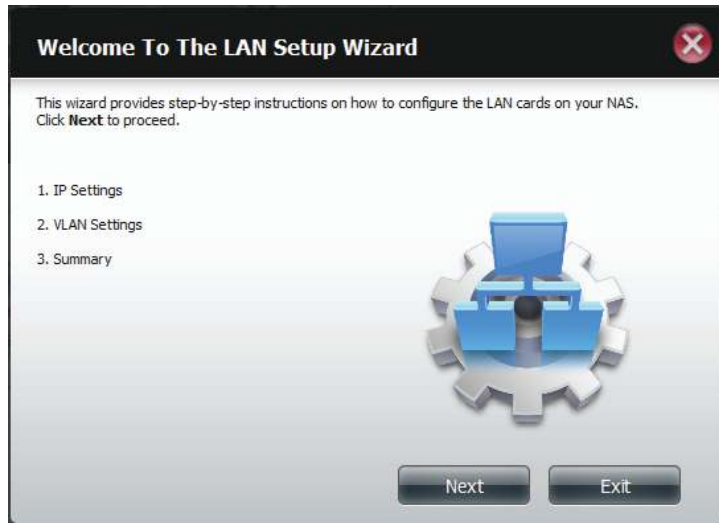 Welcome To The LAN Setup Wizard
This wizard provides step-by-step instructions on how to configure the LAN cards on your NAS.
Click Next to proceed.
1. IP Settings
2. VLAN Settings
3. Summary
Next Exit